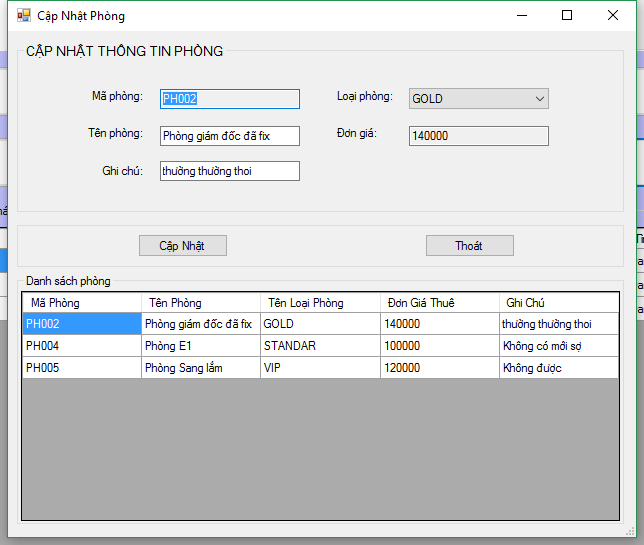 Cập Nhật Phòng
CẬP NHẬT THÔNG TIN PHÒNG
Mã phòng: PH002 Loại phòng: GOLD
Tên phòng: Phòng giám đốc đã fix Đơn giá: 140000
Ghi chú: thường thường thoi
Cập Nhật Thoát
Danh sách phòng
Mã Phòng Tên Phòng Tên Loại Phòng Đơn Giá Thuê Ghi Chú
PH002 Phòng giám đốc đã fix GOLD 140000 thường thường thoi
PH004 Phòng E1 STANDAR 100000 Không có mới sợ
PH005 Phòng Sang lắm VIP 120000 Không được